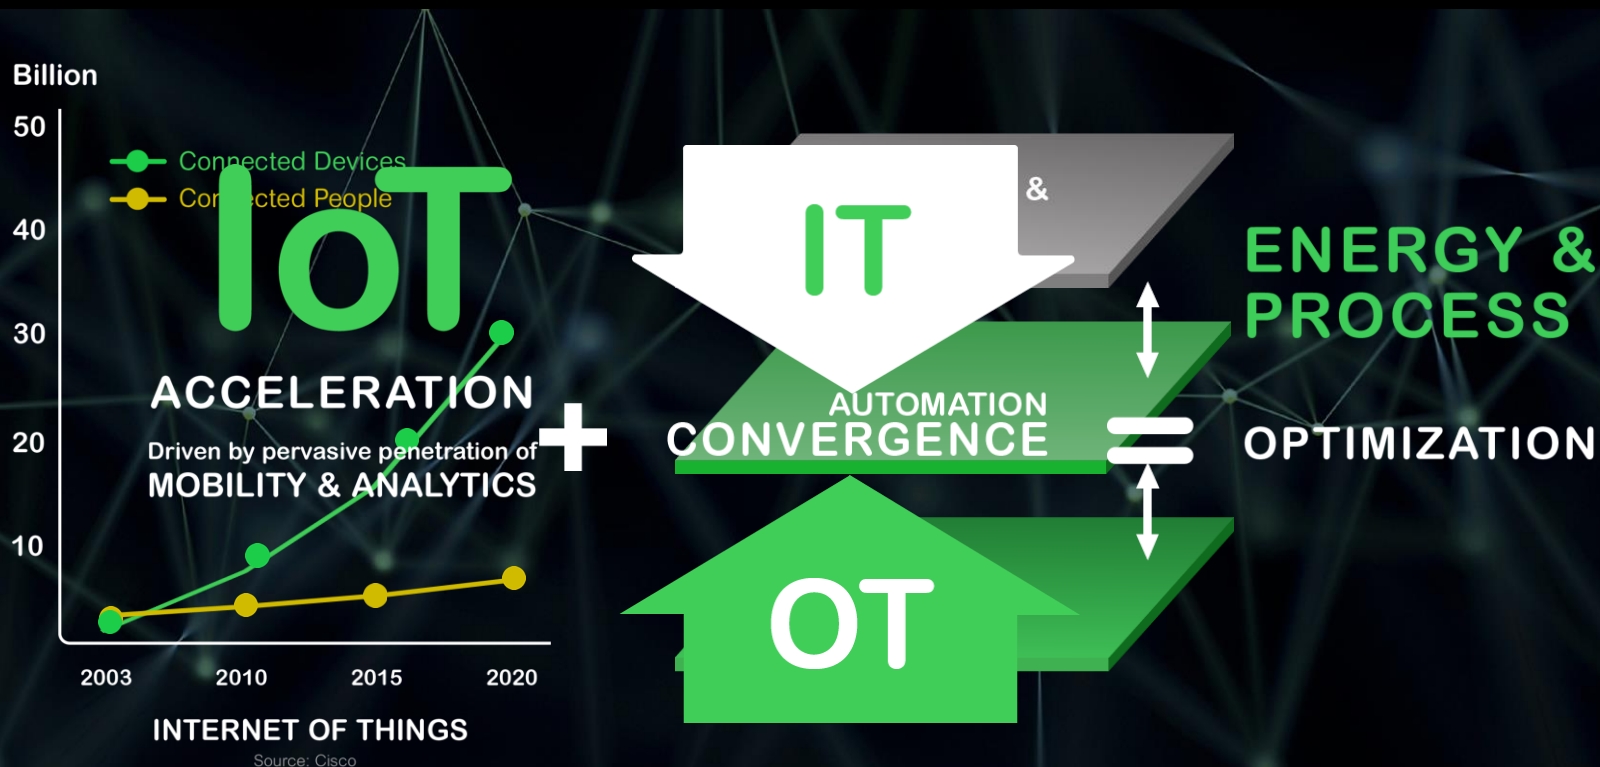 Billion
50
40
30
20
10
Connected Devices
Connected People
IoT
ACCELERATION
Driven by pervasive penetration of
MOBILITY & ANALYTICS
2003 2010 2015 2020
INTERNET OF THINGS
Source: Cisco
+
&
IT
AUTOMATION
CONVERGENCE
OT
=
ENERGY &
PROCESS
OPTIMIZATION